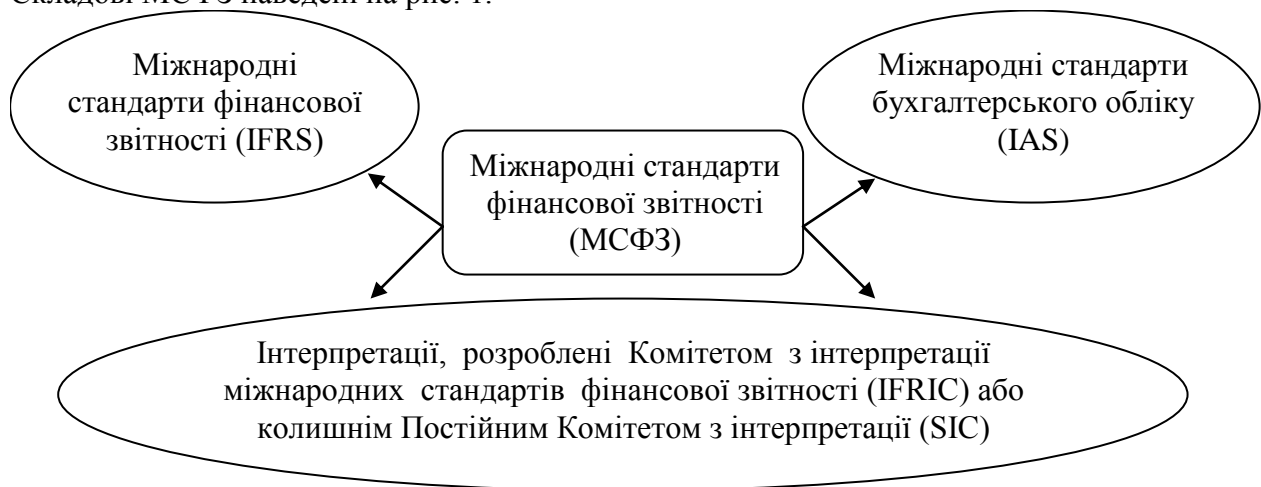 Складові МСФЗ наведені на рис. 1.
Міжнародні
стандарти фінансової
звітності (IFRS)
Міжнародні стандарти
бухгалтерського обліку
(IAS)
Міжнародні стандарти
фінансової звітності
(МСФЗ)
Інтерпретації, розроблені Комітетом з інтерпретації
міжнародних стандартів фінансової звітності (IFRIC) або
колишнім Постійним Комітетом з інтерпретації (SIC)